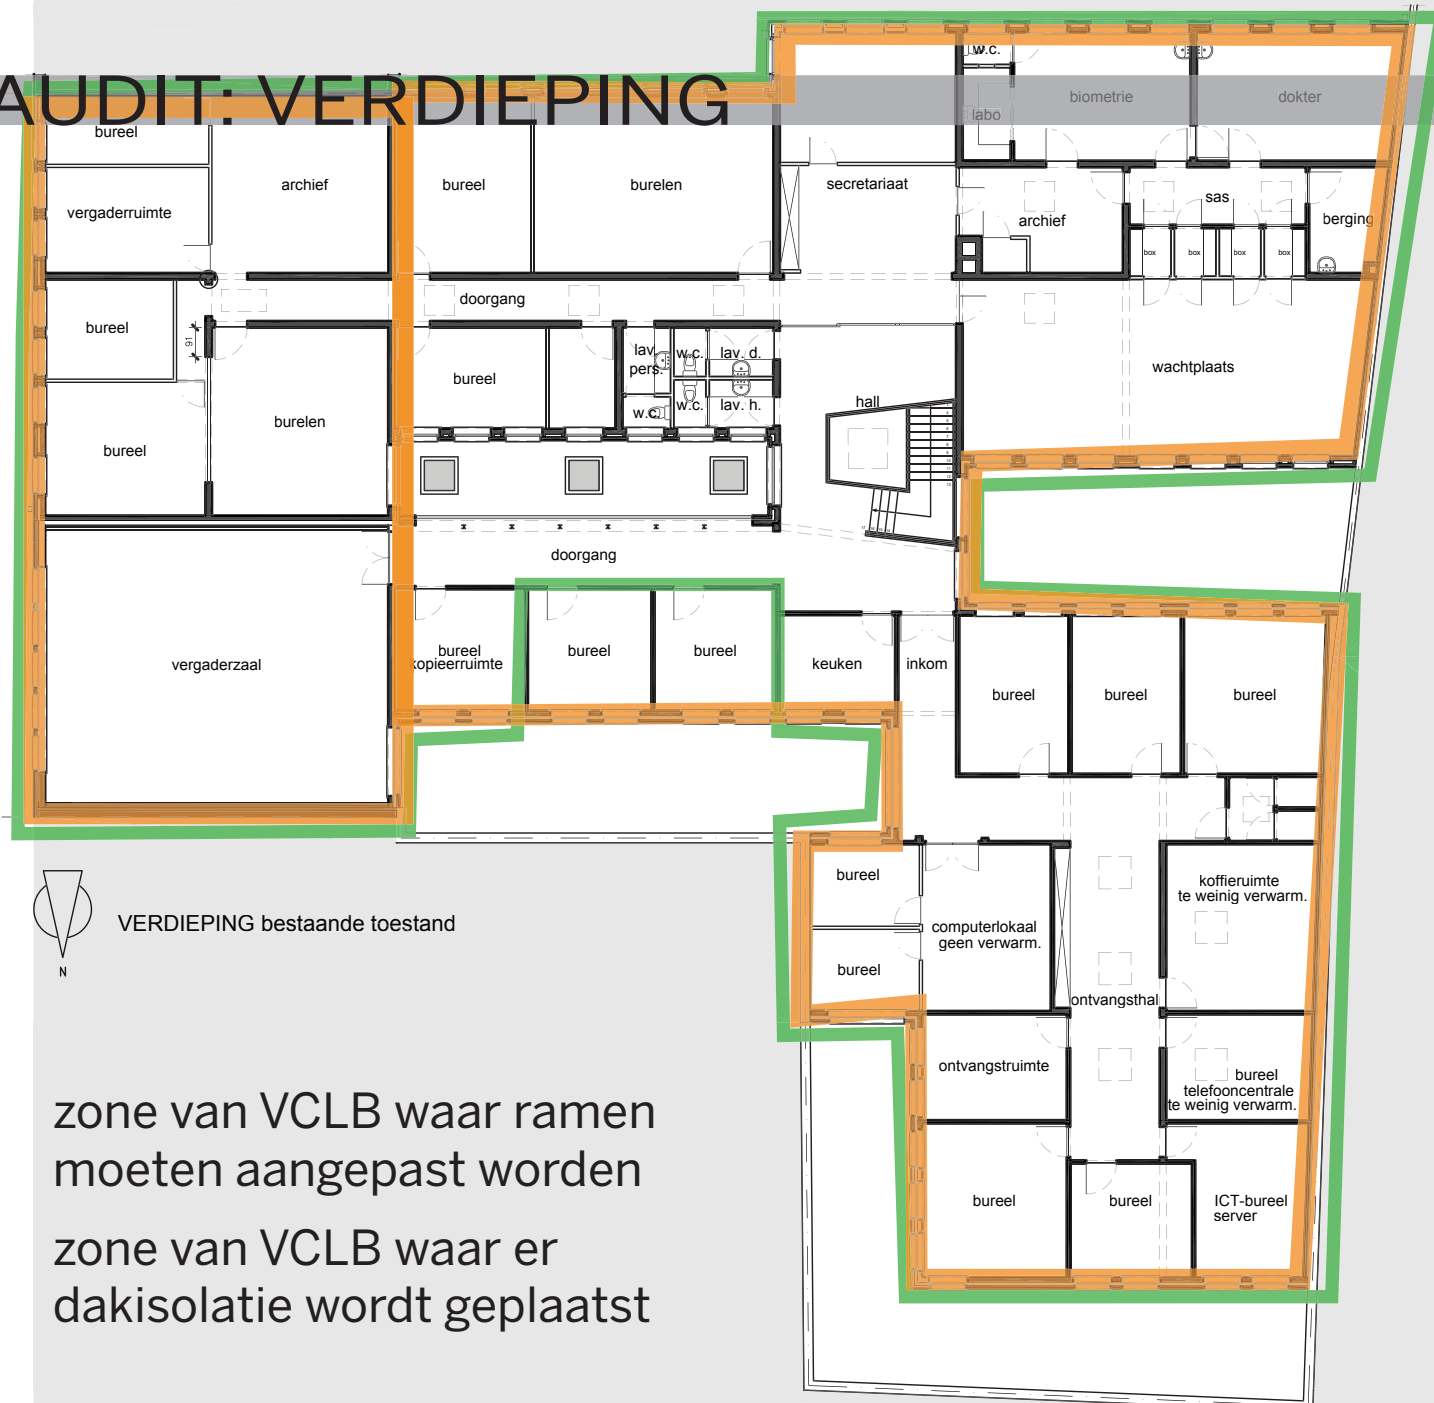 AUDIT: VERDIEPING
w.c.
labo
biometrie
dokter
bureel
vergaderruimte
archief
bureel
burelen
secretariaat
archief
sas
berging
box
box
box
box
doorgang
bureel
91
bureel
burelen
bureel
lav.
pers.
w.c.
w.c.
w.c.
lav. d.
lav. h.
hall
wachtplaats
doorgang
vergaderzaal
bureel
kopieerruimte
bureel
bureel
keuken
inkom
bureel
bureel
bureel
bureel
bureel
computerlokaal
geen verwarm.
koffieruimte
te weinig verwarm.
ontvangsthal
ontvangstruimte
bureel
telefooncentrale
te weinig verwarm.
bureel
bureel
ICT-bureel
server
N
VERDIEPING bestaande toestand
zone van VCLB waar ramen
moeten aangepast worden
zone van VCLB waar er
dakisolatie wordt geplaatst